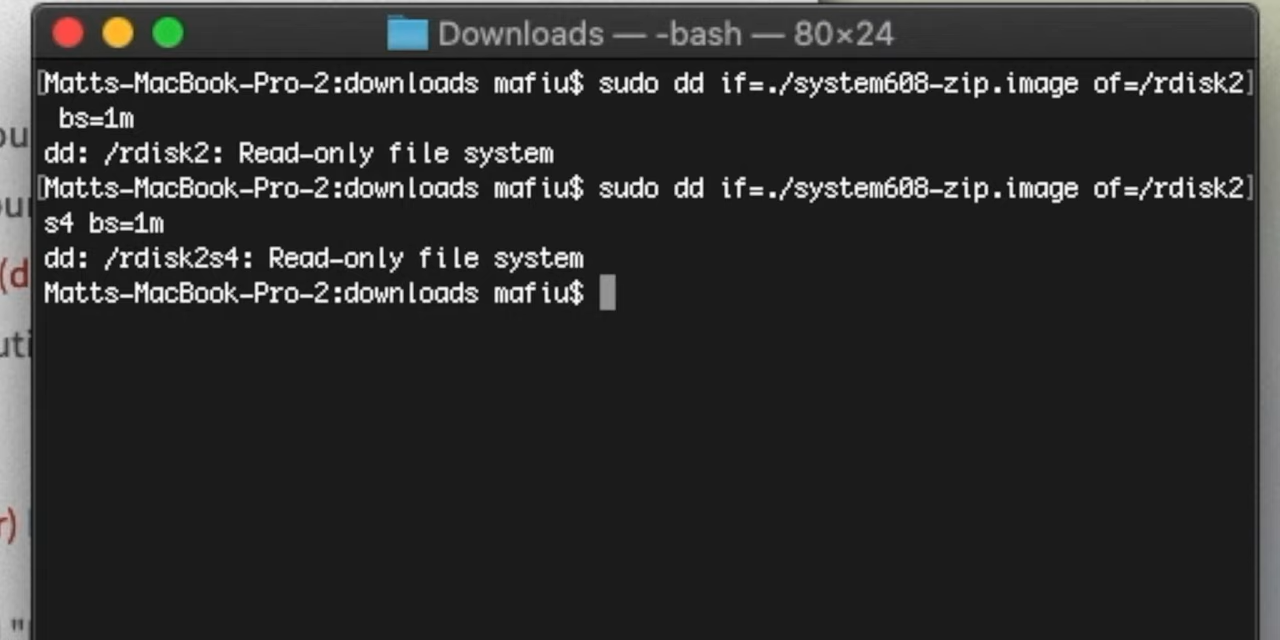 Downloads — -bash — 80×24
[Matts-MacBook-Pro-2:downloads mafiu$ sudo dd if=./system608-zip.image of=/rdisk2]
bs=1m
dd: /rdisk2: Read-only file system
[Matts-MacBook-Pro-2:downloads mafiu$ sudo dd if=./system608-zip.image of=/rdisk2]
s4 bs=1m
dd: /rdisk2s4: Read-only file system
Matts-MacBook-Pro-2:downloads mafiu$